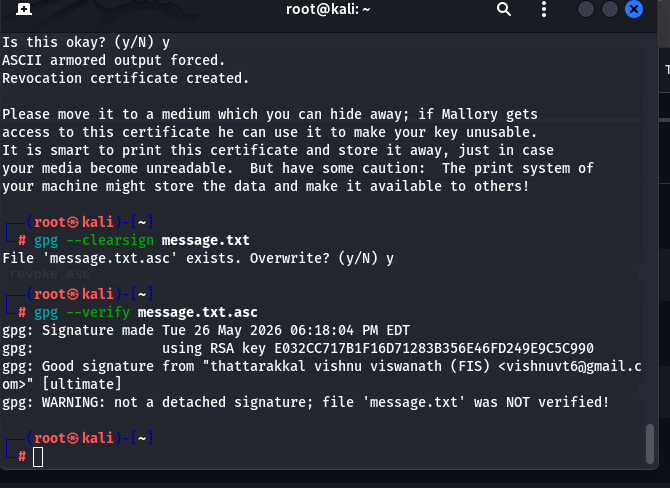 root@kali: ~
Is this okay? (y/N) y
ASCII armored output forced.
Revocation certificate created.
Please move it to a medium which you can hide away; if Mallory gets
access to this certificate he can use it to make your key unusable.
It is smart to print this certificate and store it away, just in case
your media become unreadable.  But have some caution:  The print system of
your machine might store the data and make it available to others!
┌──(root㉿kali)-[~]
└─# gpg --clearsign message.txt
File 'message.txt.asc' exists. Overwrite? (y/N) y
revoke.asc
┌──(root㉿kali)-[~]
└─# gpg --verify message.txt.asc
gpg: Signature made Tue 26 May 2026 06:18:04 PM EDT
gpg:                using RSA key E032CC717B1F16D71283B356E46FD249E9C5C990
gpg: Good signature from "thattarakkal vishnu viswanath (FIS) <vishnuvt6@gmail.c
om>" [ultimate]
gpg: WARNING: not a detached signature; file 'message.txt' was NOT verified!
┌──(root㉿kali)-[~]
└─#